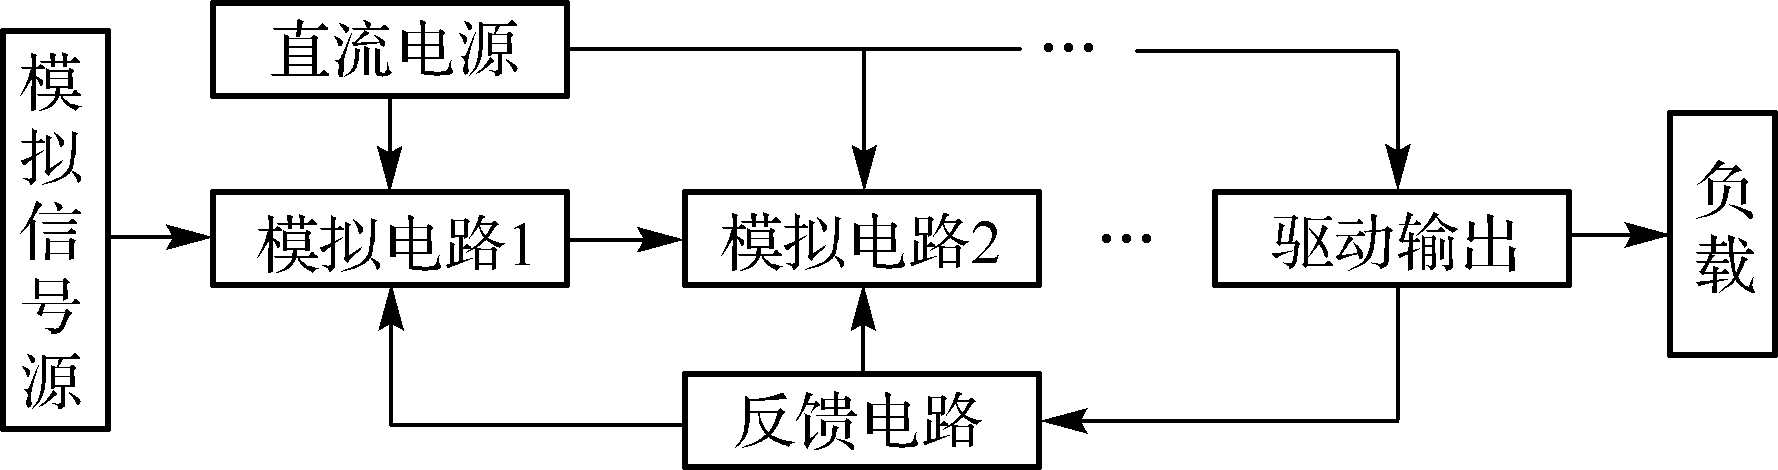 模拟信号源
直流电源
…
模拟电路1
模拟电路2
…
驱动输出
负载
反馈电路